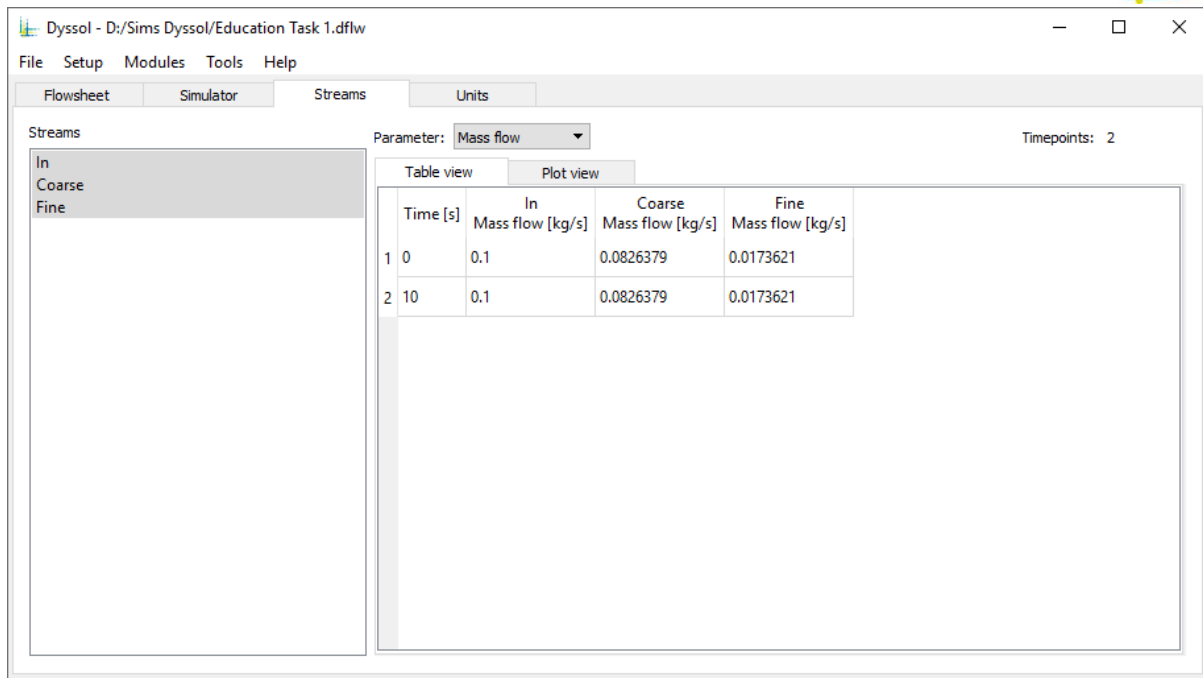 Dyssol - D:/Sims Dyssol/Education Task 1.dflw
File Setup Modules Tools Help
Flowsheet Simulator Streams Units
Streams
In
Coarse
Fine
Parameter: Mass flow
Timepoints: 2
Table view Plot view
Time [s] In Mass flow [kg/s] Coarse Mass flow [kg/s] Fine Mass flow [kg/s]
1 0 0.1 0.0826379 0.0173621
2 10 0.1 0.0826379 0.0173621